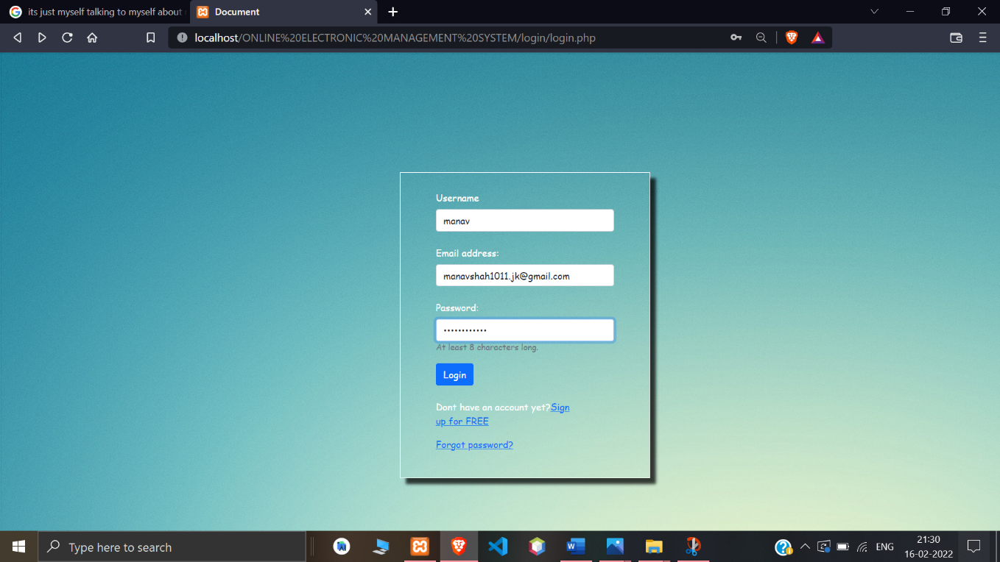 its just myself talking to myself about
Document
localhost/ONLINE%20ELECTRONIC%20MANAGEMENT%20SYSTEM/login/login.php
Username
manav
Email address:
manavshah1011.jk@gmail.com
Password:
••••••••••••
At least 8 characters long.
Login
Dont have an account yet?Sign
up for FREE
Forgot password?
Type here to search
ENG
21:30
16-02-2022